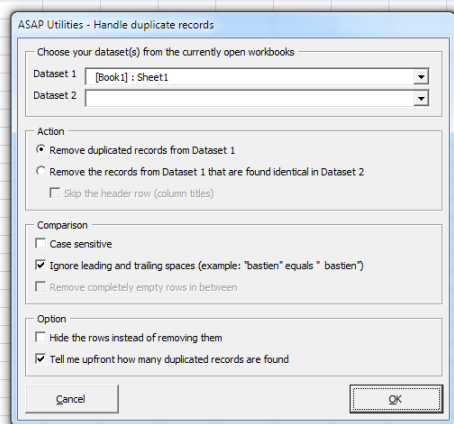 ASAP Utilities - Handle duplicate records
Choose your dataset(s) from the currently open workbooks
Dataset 1 [Book1] : Sheet1
Dataset 2
Action
Remove duplicated records from Dataset 1
Remove the records from Dataset 1 that are found identical in Dataset 2
Skip the header row (column titles)
Comparison
Case sensitive
Ignore leading and trailing spaces (example: "bastien" equals " bastien")
Remove completely empty rows in between
Option
Hide the rows instead of removing them
Tell me upfront how many duplicated records are found
Cancel OK